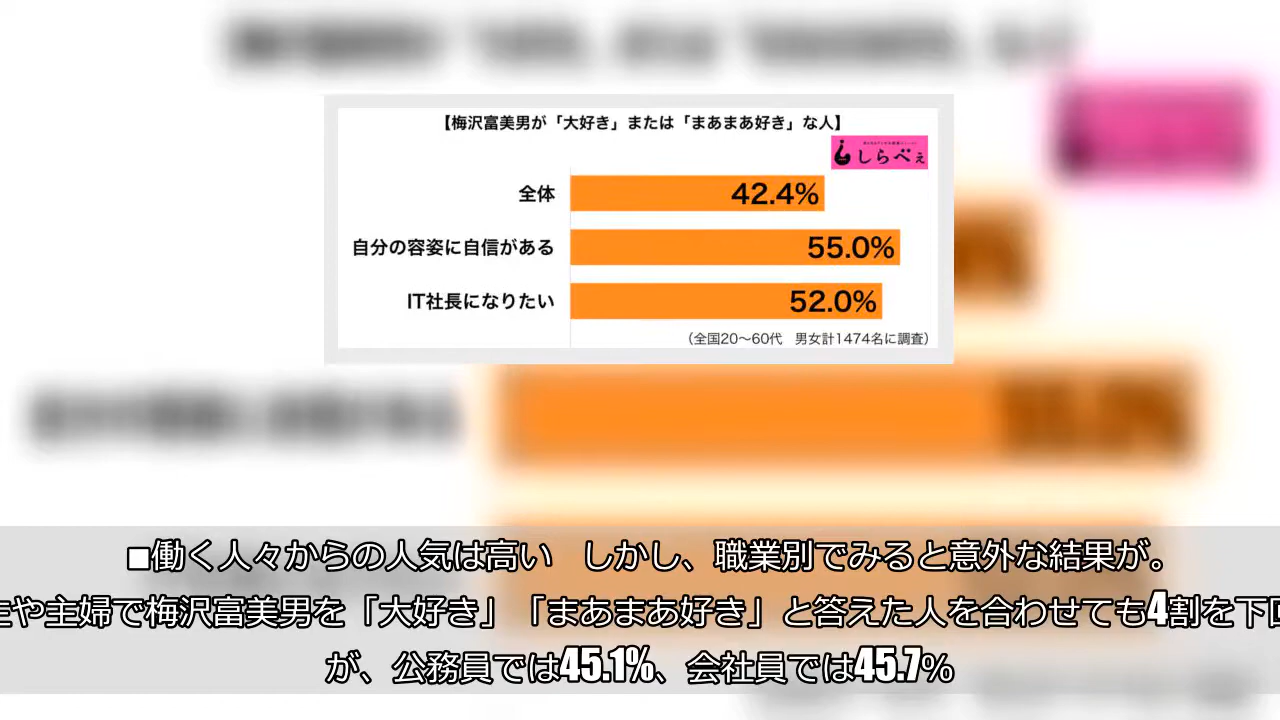 【梅沢富美男が「大好き」または「まあまあ好き」な人】
しらべぇ
全体
42.4%
自分の容姿に自信がある
55.0%
IT社長になりたい
52.0%
（全国20〜60代　男女計1474名に調査）
■働く人々からの人気は高い　しかし、職業別でみると意外な結果が。
や主婦で梅沢富美男を「大好き」「まあまあ好き」と答えた人を合わせても4割を下
が、公務員では45.1%、会社員では45.7%